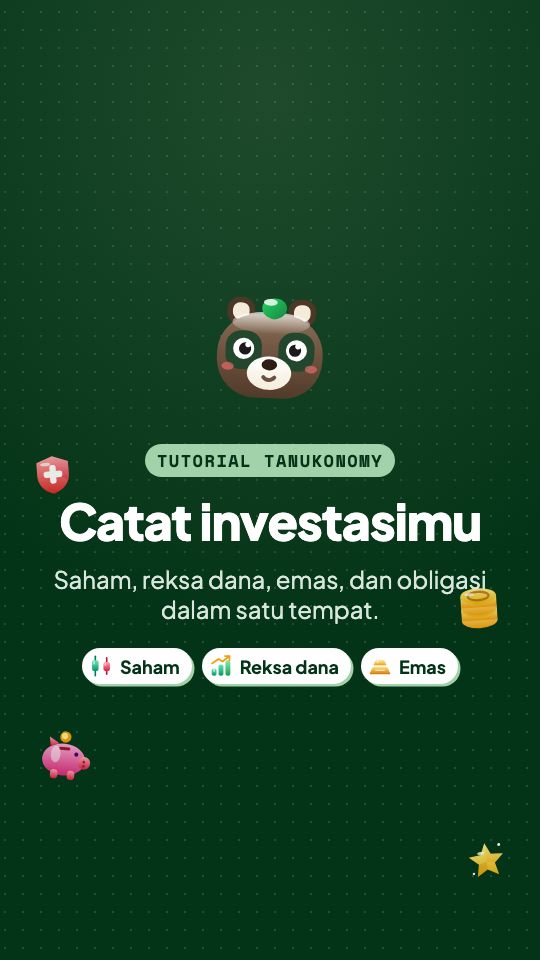 TUTORIAL TANUKONOMY
Catat investasimu
Saham, reksa dana, emas, dan obligasi
dalam satu tempat.
Saham
Reksa dana
Emas